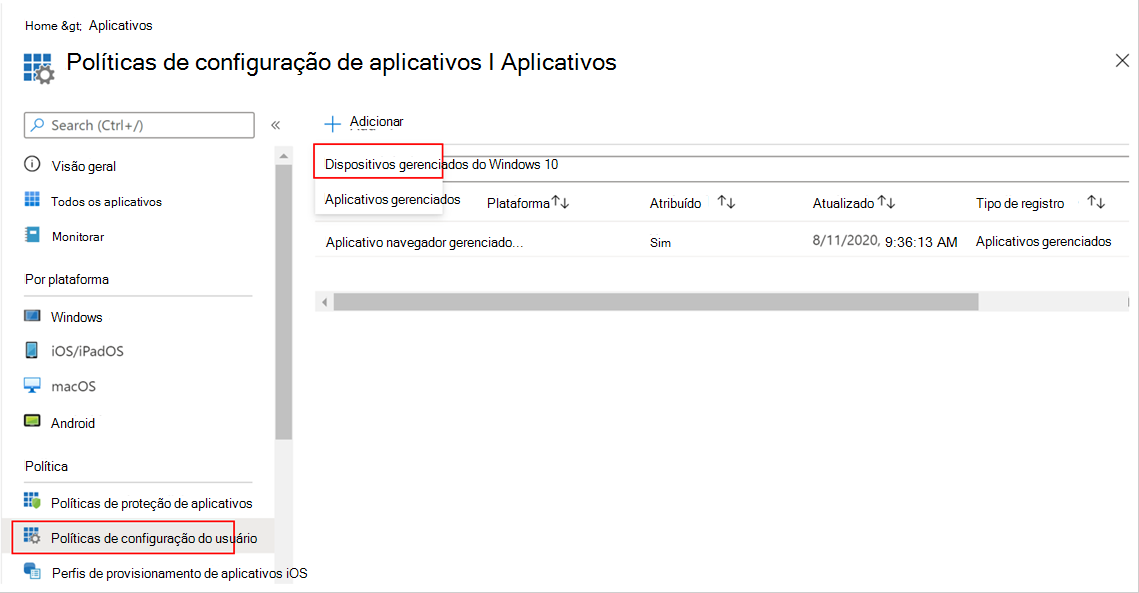 Home &gt; Aplicativos
Políticas de configuração de aplicativos I Aplicativos
Search (Ctrl+/)
Visão geral
Todos os aplicativos
Monitorar
Por plataforma
Windows
iOS/iPadOS
macOS
Android
Política
Políticas de proteção de aplicativos
Políticas de configuração do usuário
Perfis de provisionamento de aplicativos iOS
Adicionar
Dispositivos gerenciados do Windows 10
Aplicativos gerenciados Plataforma Atribuído Atualizado Tipo de registro
Aplicativo navegador gerenciado... Sim 8/11/2020, 9:36:13 AM Aplicativos gerenciados